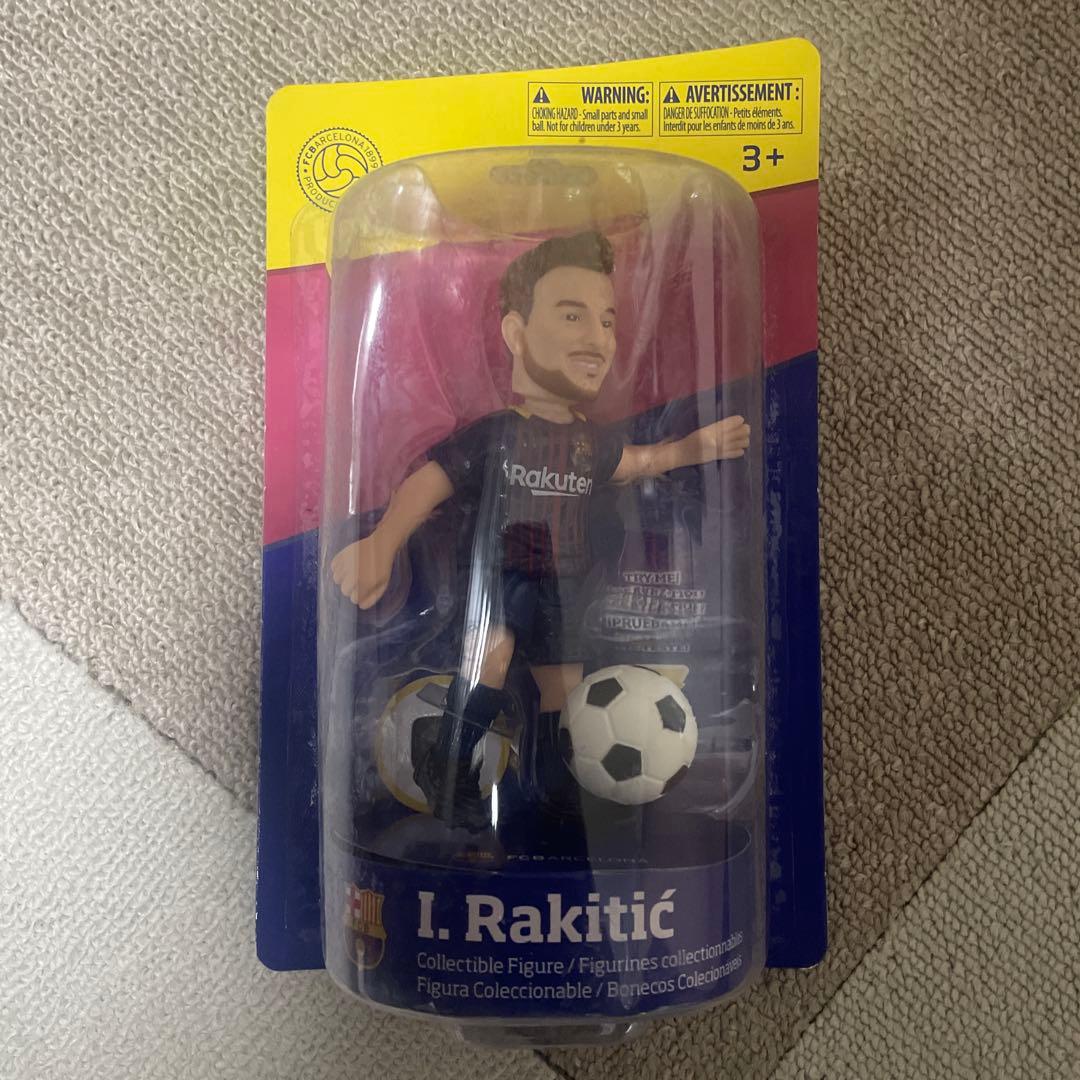 WARNING:
CHOKING HAZARD - Small parts and small
ball. Not for children under 3 years.
AVERTISSEMENT :
DANGER DE SUFFOCATION - Petits éléments.
Interdit pour les enfants de moins de 3 ans.
3+
FCBARCELONA 1899
Rakuten
TRY ME
FCBARCELONA
I. Rakitić
Collectible Figure / Figurines collectionnables
Figura Coleccionable / Bonecos Colecionáveis